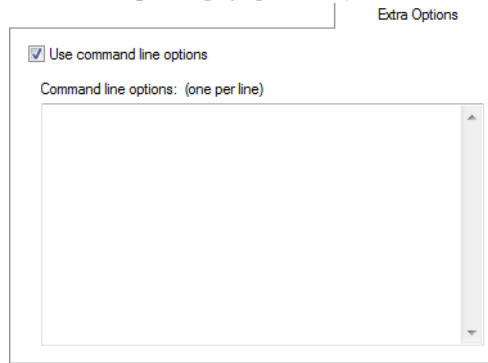 Extra Options
Use command line options
Command line options: (one per line)